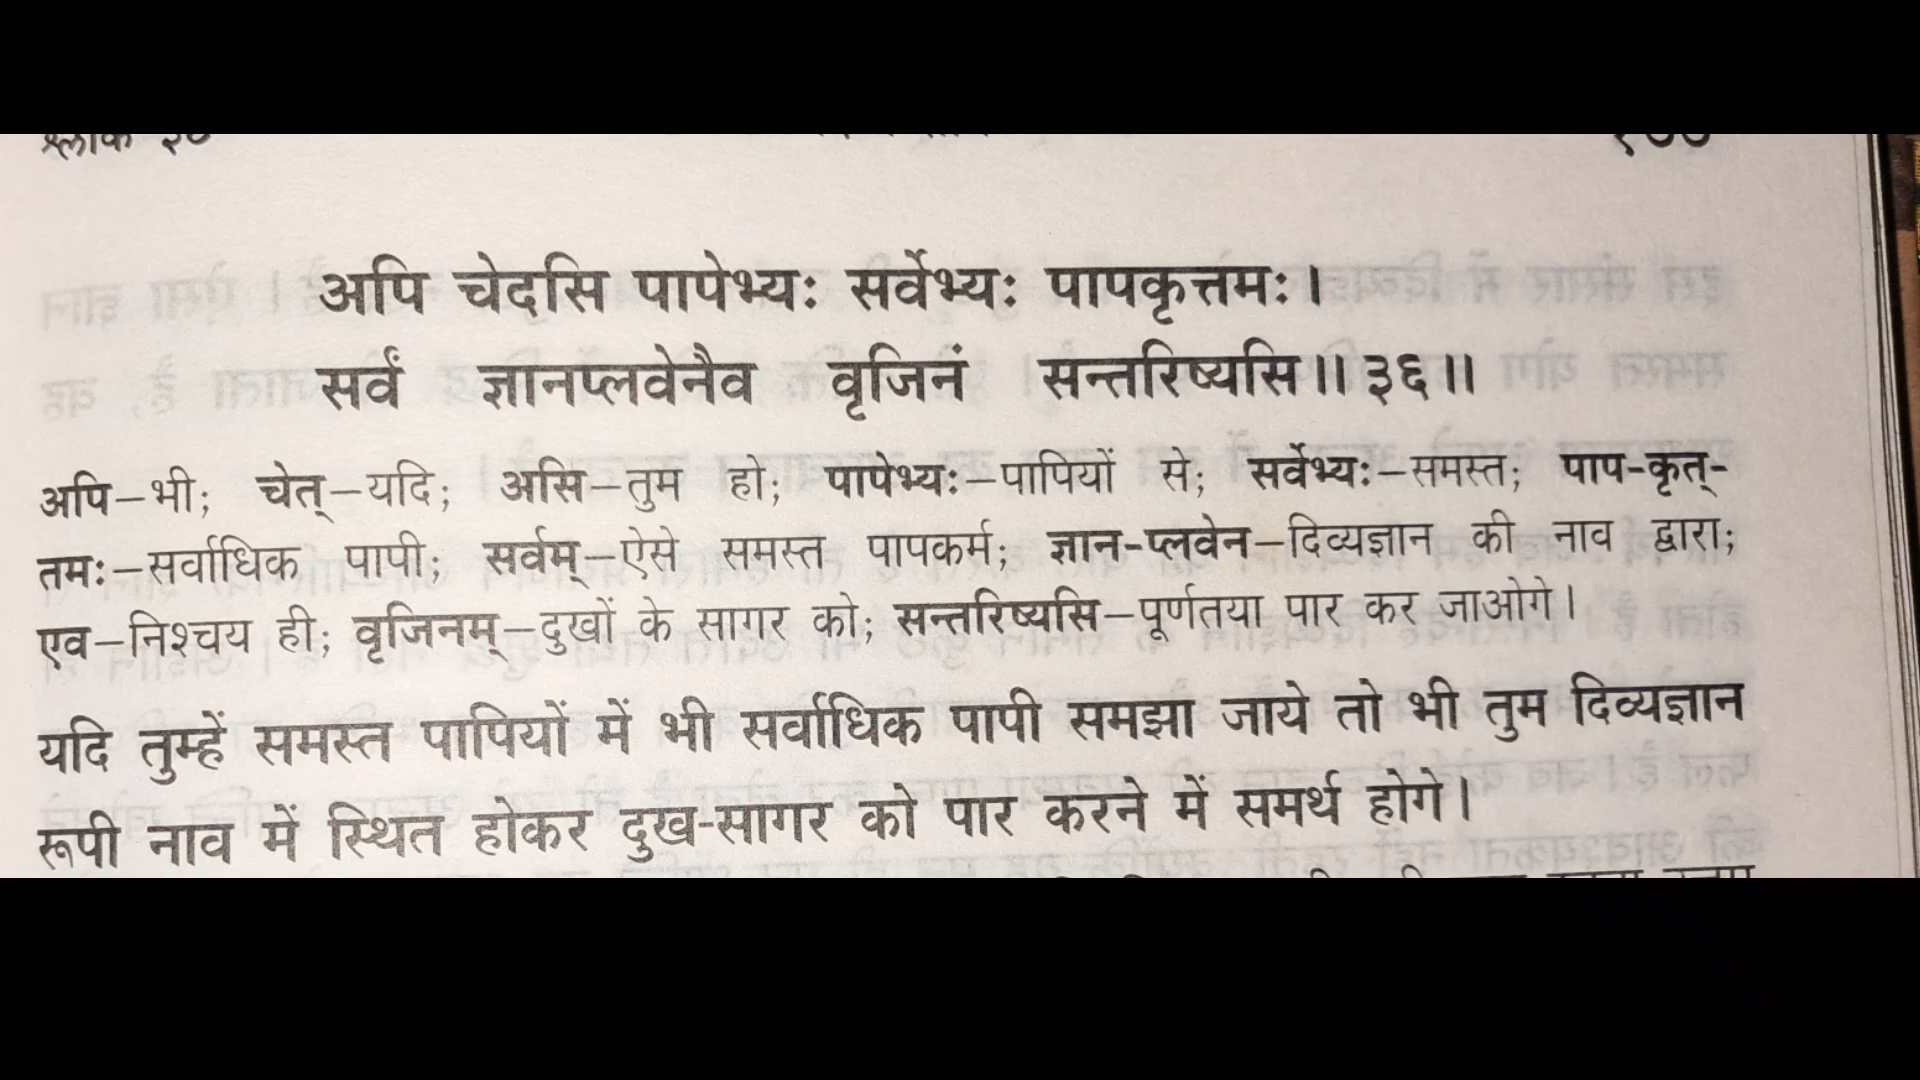 श्लोक
अपि चेदसि पापेभ्यः सर्वेभ्यः पापकृत्तमः।
सर्वं ज्ञानप्लवेनैव वृजिनं सन्तरिष्यसि॥३६॥
अपि–भी; चेत्–यदि; असि–तुम हो; पापेभ्यः–पापियों से; सर्वेभ्यः–समस्त; पाप-कृत्-
तमः–सर्वाधिक पापी; सर्वम्–ऐसे समस्त पापकर्म; ज्ञान-प्लवेन–दिव्यज्ञान की नाव द्वारा;
एव–निश्चय ही; वृजिनम्–दुखों के सागर को; सन्तरिष्यसि–पूर्णतया पार कर जाओगे।
यदि तुम्हें समस्त पापियों में भी सर्वाधिक पापी समझा जाये तो भी तुम दिव्यज्ञान
रूपी नाव में स्थित होकर दुख-सागर को पार करने में समर्थ होगे।